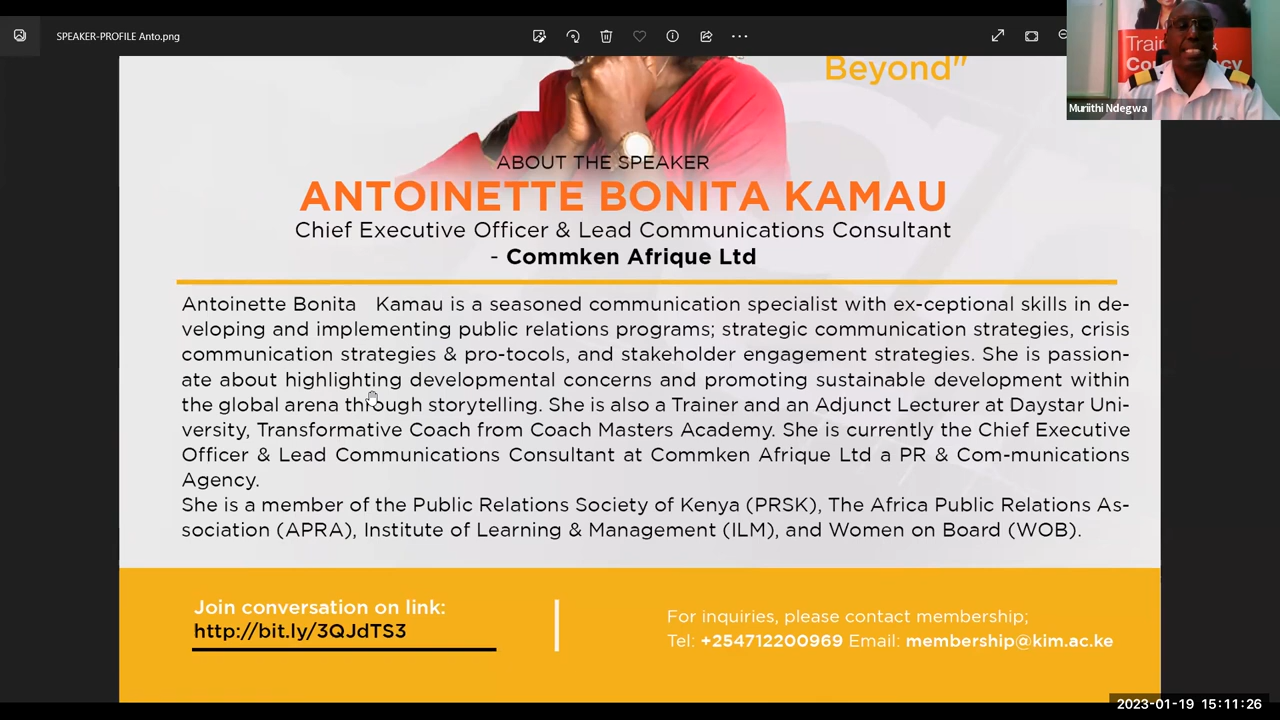 SPEAKER-PROFILE Anto.png
Beyond"
Muriithi Ndegwa
ABOUT THE SPEAKER
ANTOINETTE BONITA KAMAU
Chief Executive Officer & Lead Communications Consultant
- Commken Afrique Ltd
Antoinette Bonita Kamau is a seasoned communication specialist with ex-ceptional skills in de-
veloping and implementing public relations programs; strategic communication strategies, crisis
communication strategies & pro-tocols, and stakeholder engagement strategies. She is passion-
ate about highlighting developmental concerns and promoting sustainable development within
the global arena through storytelling. She is also a Trainer and an Adjunct Lecturer at Daystar Uni-
versity, Transformative Coach from Coach Masters Academy. She is currently the Chief Executive
Officer & Lead Communications Consultant at Commken Afrique Ltd a PR & Com-munications
Agency.
She is a member of the Public Relations Society of Kenya (PRSK), The Africa Public Relations As-
sociation (APRA), Institute of Learning & Management (ILM), and Women on Board (WOB).
Join conversation on link:
http://bit.ly/3QJdTS3
For inquiries, please contact membership;
Tel: +254712200969 Email: membership@kim.ac.ke
2023-01-19 15:11:26